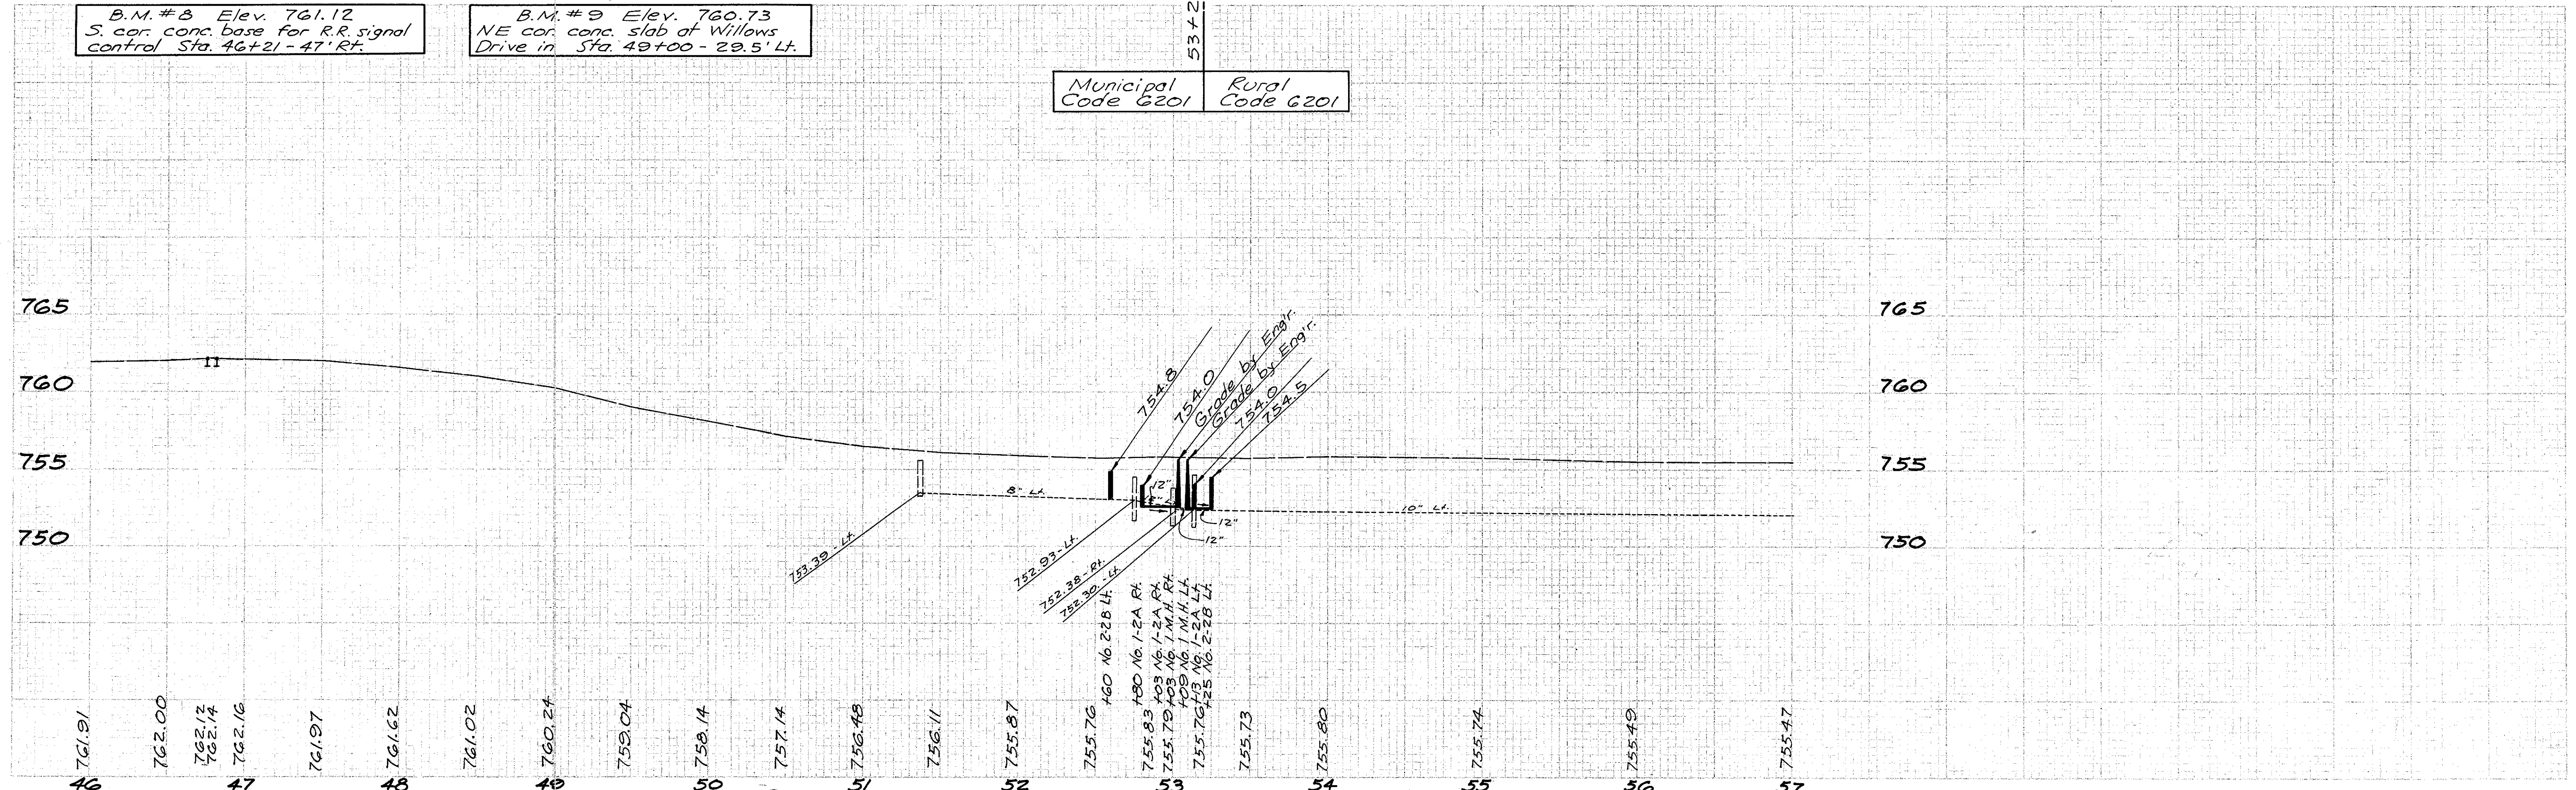 B.M. #8 Elev. 761.12
S. cor. conc. base for R.R. signal
control Sta. 46+21 - 47' Rt.
B.M. #9 Elev. 760.73
NE cor. conc. slab at Willows
Drive in Sta. 49+00 - 29.5' Lt.
53+2
Municipal
Code 6201
Rural
Code 6201
765
765
760
760
755
755
750
750
754.8
754.0
Grade by Eng'r.
Grade by Eng'r.
754.0
754.5
8" Lt.
12"
10" Lt.
12"
12"
753.39 - Lt.
752.93 - Lt.
752.38 - Rt.
752.30 - Lt.
+60 No. 2-2B Lt.
+80 No. 1-2A Rt.
+03 No. 1-2A Rt.
+03 No. 1 M.H. Rt.
+09 No. 1 M.H. Lt.
+13 No. 1-2A Lt.
+25 No. 2-2B Lt.
761.91
762.00
762.12
762.14
762.16
761.97
761.62
761.02
760.24
759.04
758.14
757.14
756.48
756.11
755.87
755.76
755.83
755.79
755.76
755.73
755.80
755.74
755.49
755.47
46 47 48 49 50 51 52 53 54 55 56 57